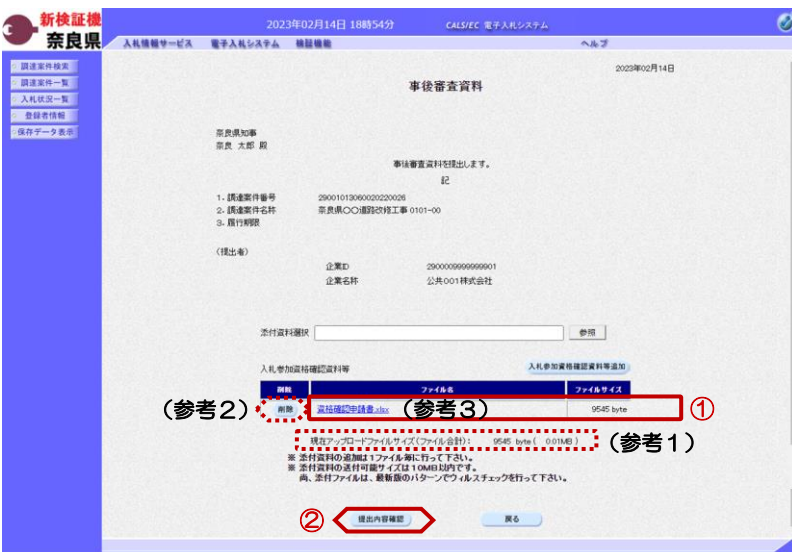 新検証機
奈良県
2023年02月14日 18時54分
CALS/EC 電子入札システム
入札情報サービス 電子入札システム 検証機能 ヘルプ
調達案件検索
調達案件一覧
入札状況一覧
登録者情報
保存データ表示
2023年02月14日
事後審査資料
奈良県知事
奈良 太郎 殿
事後審査資料を提出します。
記
1. 調達案件番号 29001013060020220026
2. 調達案件名称 奈良県〇〇道路改修工事 0101-00
3. 履行期限
(提出者)
企業ID 2900009999999901
企業名称 公共001株式会社
添付資料選択 参照
入札参加資格確認資料等 入札参加資格確認資料等追加
削除 ファイル名 ファイルサイズ
(参考2) 削除 資格確認申請書.xlsx (参考3) 9545 byte ①
現在アップロードファイルサイズ(ファイル合計): 9545 byte ( 0.01MB ) (参考1)
※ 添付資料の追加は1ファイル毎に行って下さい。
※ 添付資料の送付可能サイズは10MB以内です。
尚、添付ファイルは、最新版のパターンでウィルスチェックを行って下さい。
② 提出内容確認 戻る